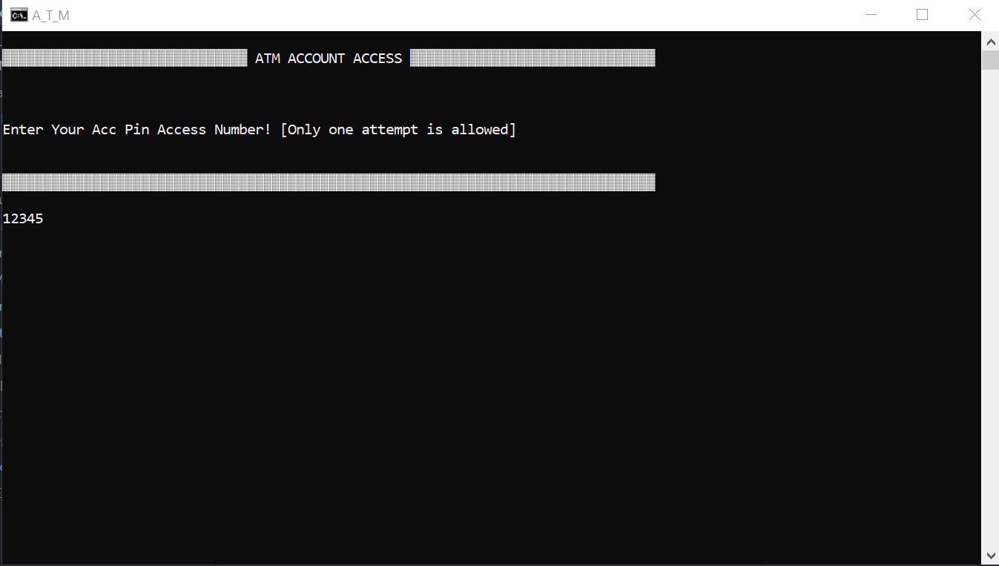 A_T_M
ATM ACCOUNT ACCESS
Enter Your Acc Pin Access Number! [Only one attempt is allowed]
12345